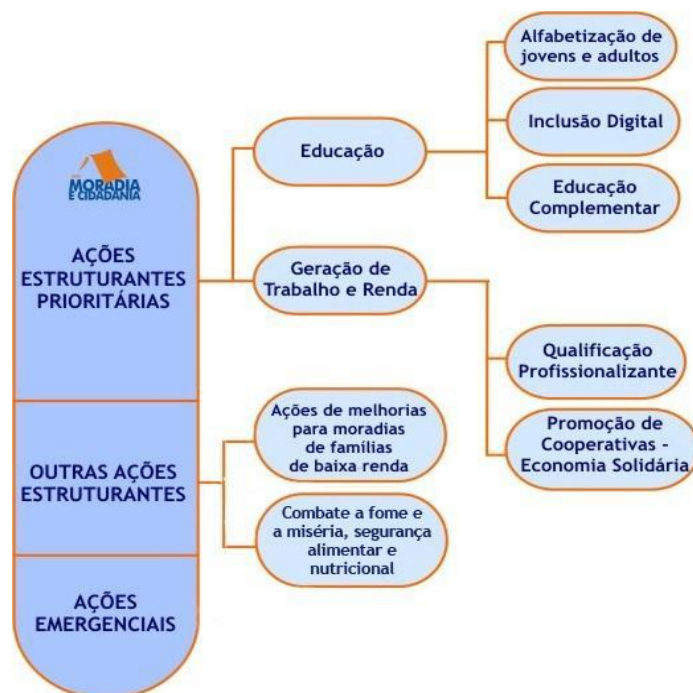 MORADIA
E CIDADANIA
AÇÕES
ESTRUTURANTES
PRIORITÁRIAS
Educação
Alfabetização de
jovens e adultos
Inclusão Digital
Educação
Complementar
Geração de
Trabalho e Renda
Qualificação
Profissionalizante
Promoção de
Cooperativas -
Economia Solidária
OUTRAS AÇÕES
ESTRUTURANTES
Ações de melhorias
para moradias
de famílias
de baixa renda
Combate a fome e
a miséria, segurança
alimentar e
nutricional
AÇÕES
EMERGENCIAIS